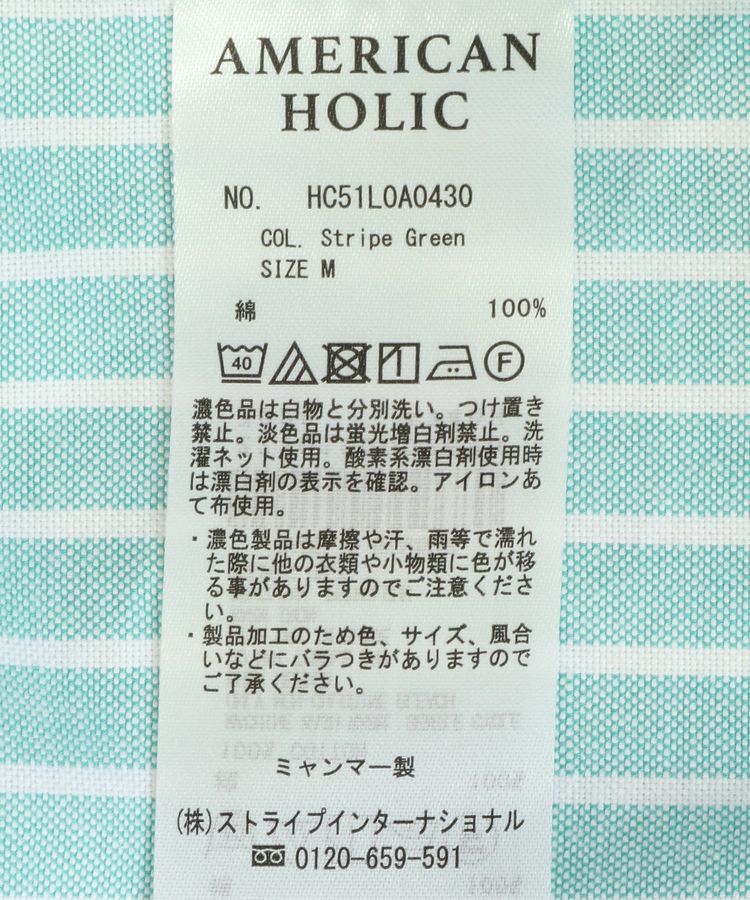 AMERICAN
HOLIC
NO. HC51L0A0430
COL. Stripe Green
SIZE M
綿 100%
40 F
濃色品は白物と分別洗い。つけ置き
禁止。淡色品は蛍光増白剤禁止。洗
濯ネット使用。酸素系漂白剤使用時
は漂白剤の表示を確認。アイロンあ
て布使用。
・濃色製品は摩擦や汗、雨等で濡れ
た際に他の衣類や小物類に色が移
る事がありますのでご注意くださ
い。
・製品加工のため色、サイズ、風合
いなどにバラつきがありますので
ご了承ください。
ミャンマー製
(株)ストライプインターナショナル
0120-659-591